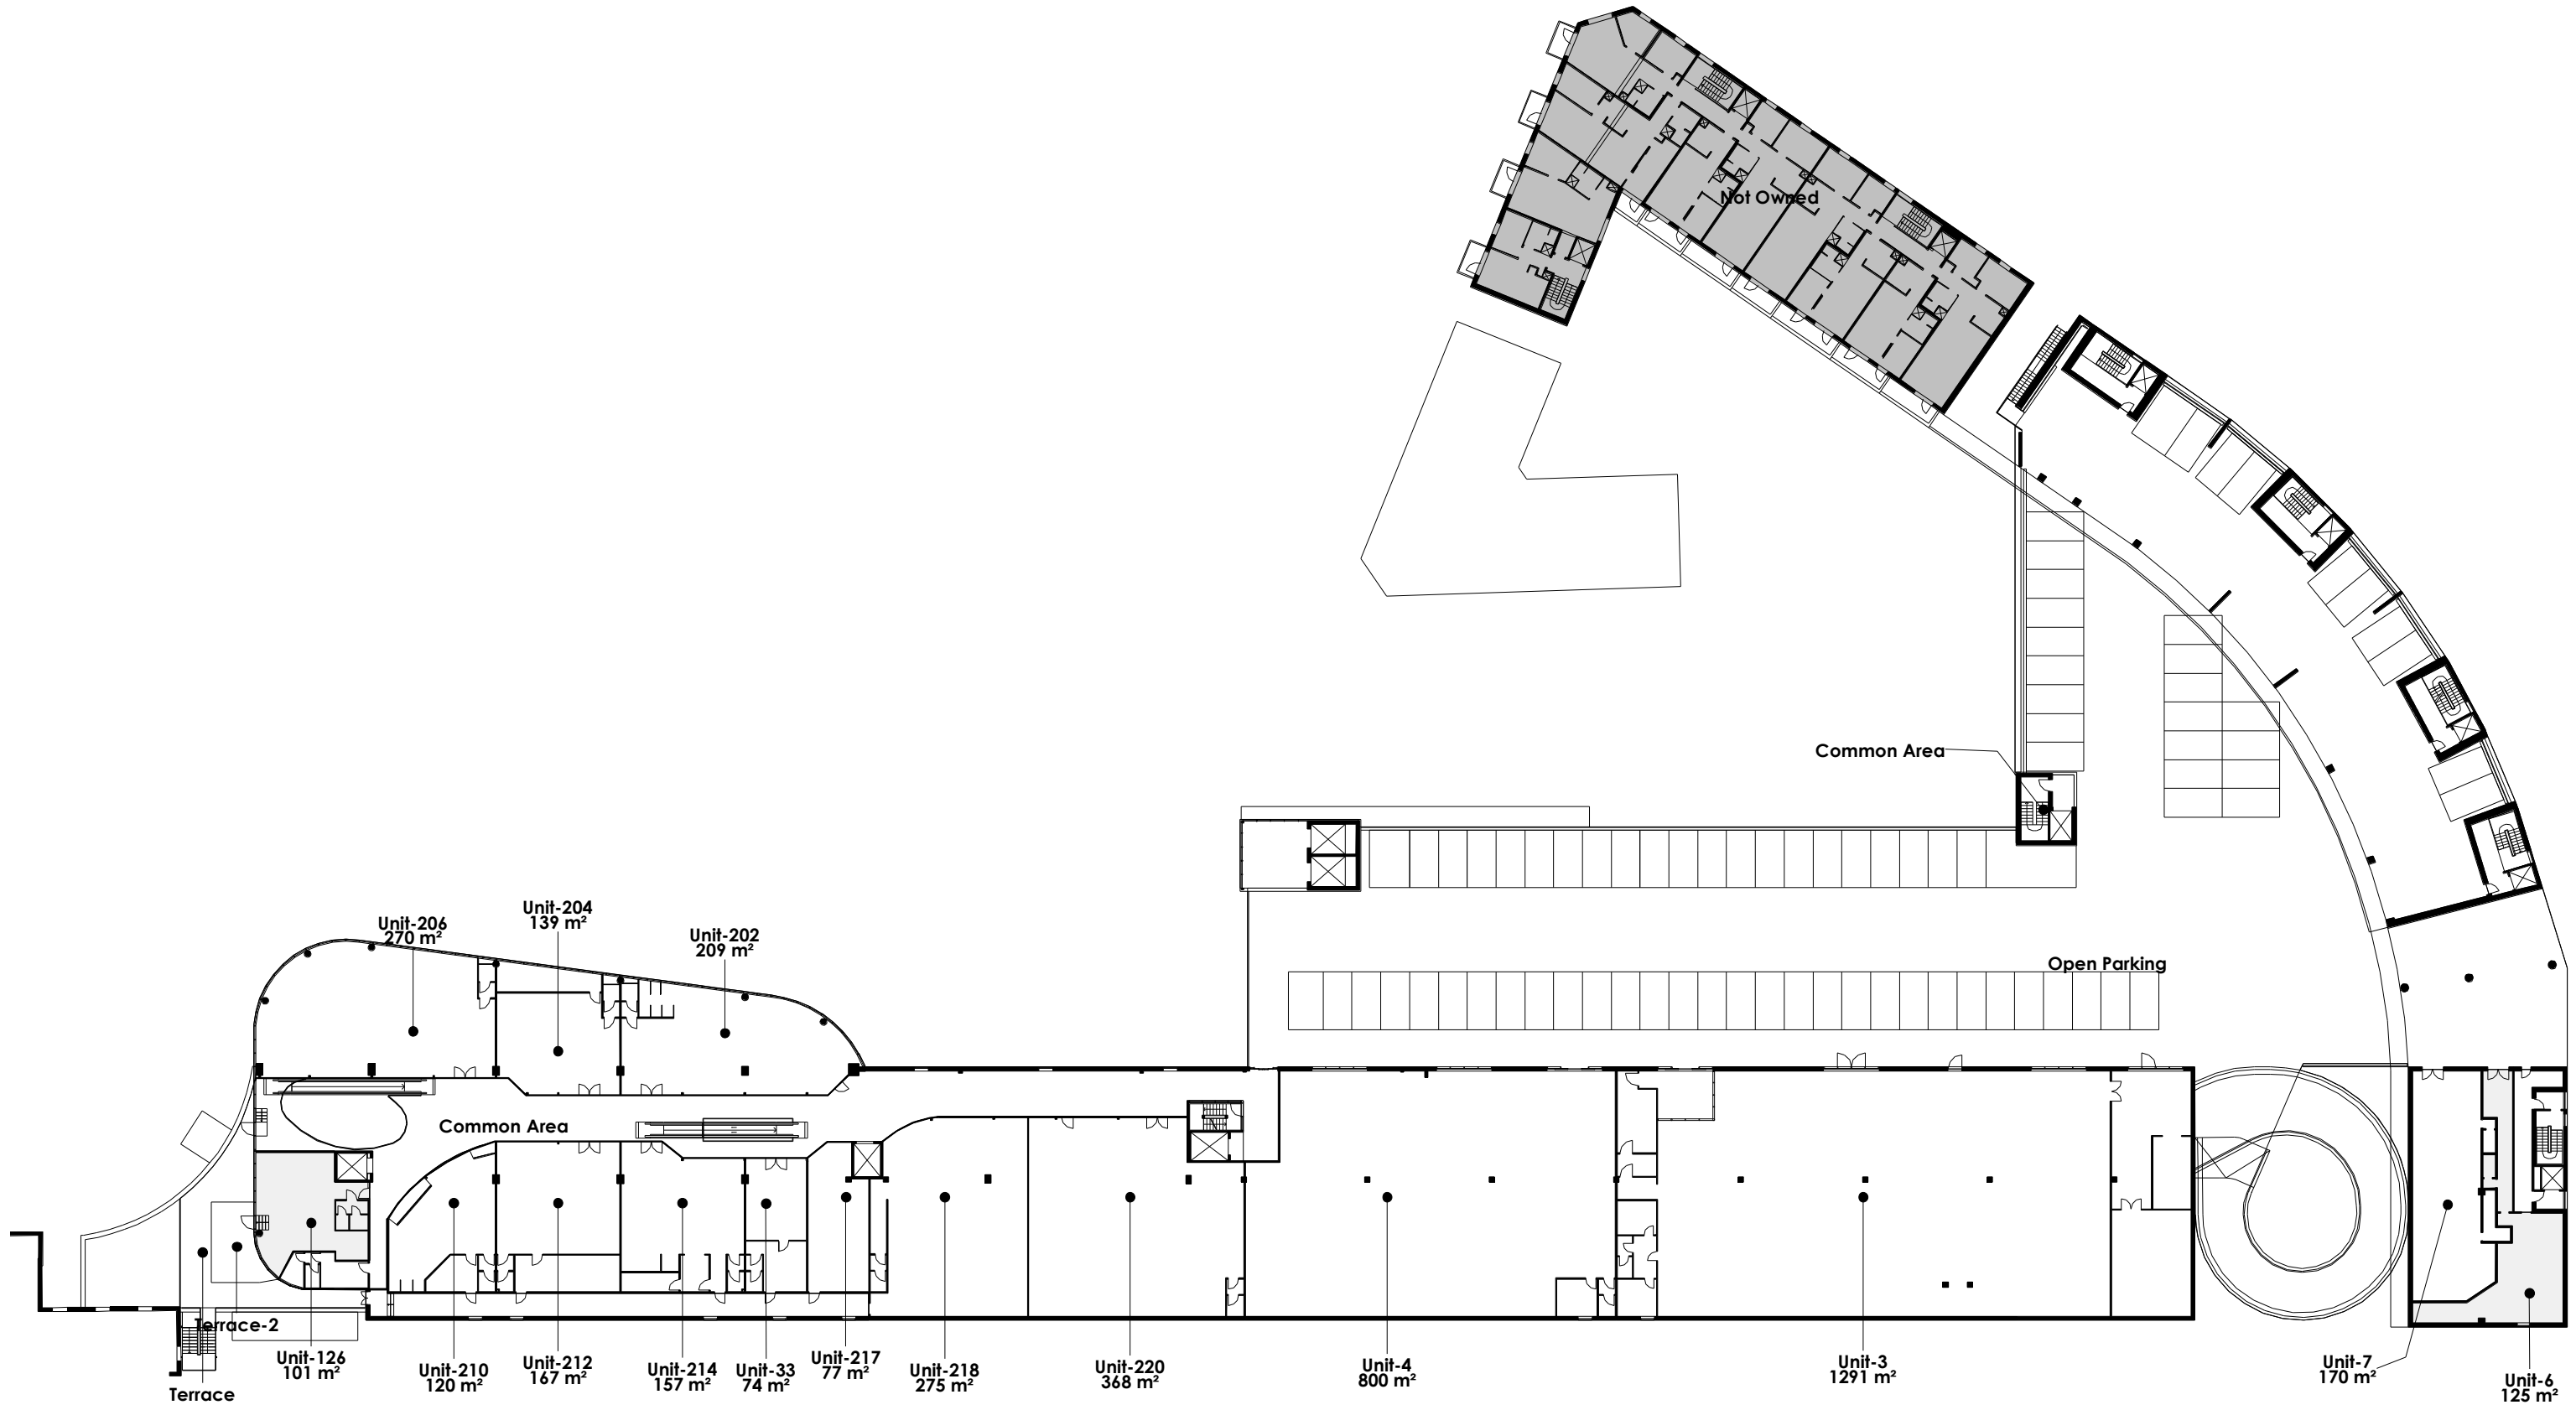 Not Owned
Common Area
Unit-204
139 m²
Unit-206
270 m²
Unit-202
209 m²
Open Parking
Common Area
Terrace-2
Unit-126
101 m²
Unit-210
120 m²
Unit-212
167 m²
Unit-214
157 m²
Unit-33
74 m²
Unit-217
77 m²
Unit-218
275 m²
Unit-220
368 m²
Unit-4
800 m²
Unit-3
1291 m²
Unit-7
170 m²
Unit-6
125 m²
Terrace